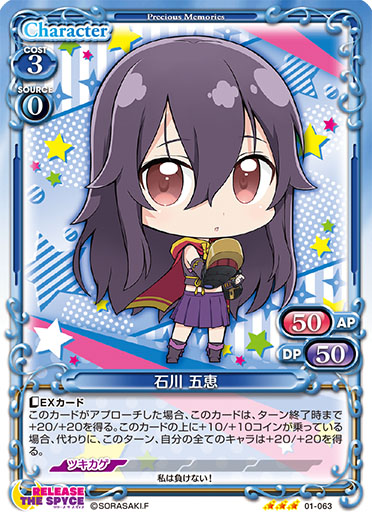 Precious Memories
Character
COST
3
SOURCE
0
50 AP
DP 50
石川 五恵
EXカード
このカードがアプローチした場合、このカードは、ターン終了時まで
+20/+20を得る。このカードの上に+10/+10コインが乗っている
場合、代わりに、このターン、自分の全てのキャラは+20/+20を得
る。
ツキカゲ
私は負けない!
RELEASE
THE SPYCE
©SORASAKI.F
01-063